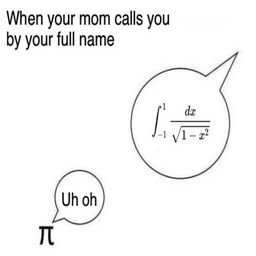 When your mom calls you
by your full name
∫_{-1}^{1} dx / √(1 − x²)
Uh oh
π